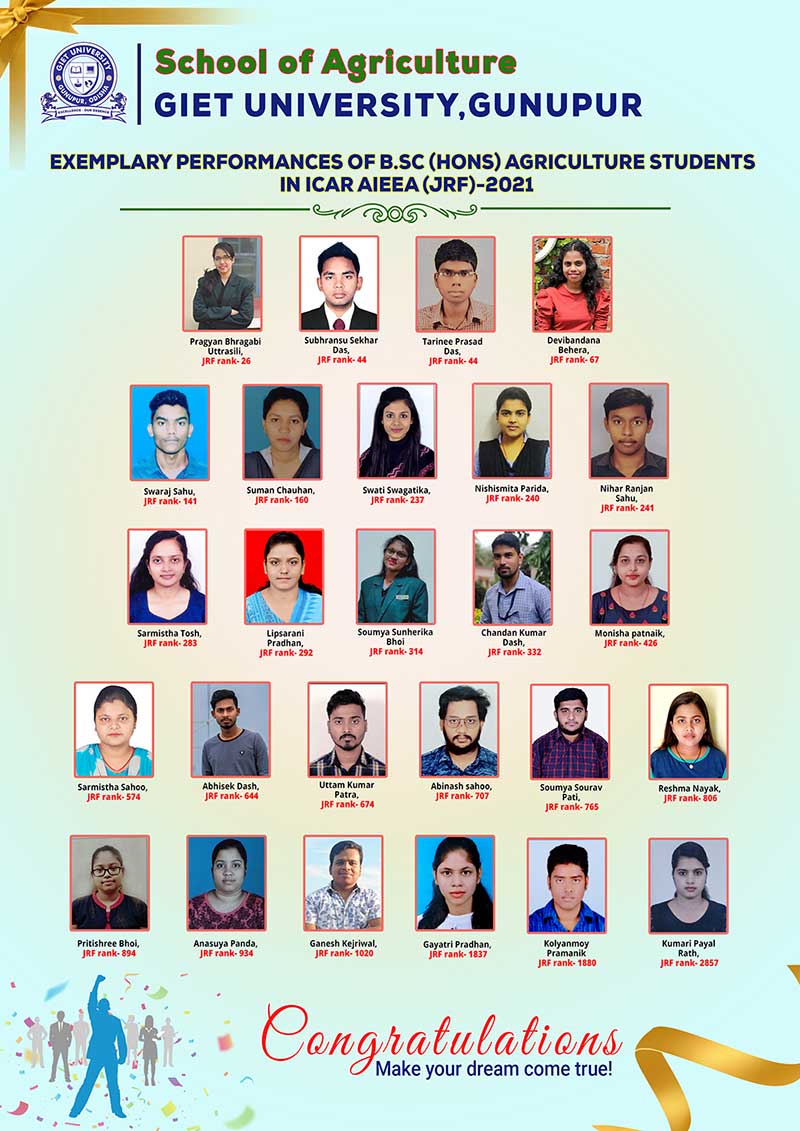 GIET UNIVERSITY
GUNUPUR, ODISHA
EXCELLENCE - OUR ESSENCE
School of Agriculture
GIET UNIVERSITY,GUNUPUR
EXEMPLARY PERFORMANCES OF B.SC (HONS) AGRICULTURE STUDENTS
IN ICAR AIEEA (JRF)-2021
Pragyan Bhragabi
Uttrasili,
JRF rank- 26
Subhransu Sekhar
Das,
JRF rank- 44
Tarinee Prasad
Das,
JRF rank- 44
Devibandana
Behera,
JRF rank- 67
Swaraj Sahu,
JRF rank- 141
Suman Chauhan,
JRF rank- 160
Swati Swagatika,
JRF rank- 237
Nishismita Parida,
JRF rank- 240
Nihar Ranjan
Sahu,
JRF rank- 241
Sarmistha Tosh,
JRF rank- 283
Lipsarani
Pradhan,
JRF rank- 292
Soumya Sunherika
Bhoi
JRF rank- 314
Chandan Kumar
Dash,
JRF rank- 332
Monisha patnaik,
JRF rank- 426
Sarmistha Sahoo,
JRF rank- 574
Abhisek Dash,
JRF rank- 644
Uttam Kumar
Patra,
JRF rank- 674
Abinash sahoo,
JRF rank- 707
Soumya Sourav
Pati,
JRF rank- 765
Reshma Nayak,
JRF rank- 806
Pritishree Bhoi,
JRF rank- 894
Anasuya Panda,
JRF rank- 934
Ganesh Kejriwal,
JRF rank- 1020
Gayatri Pradhan,
JRF rank- 1837
Kolyanmoy
Pramanik
JRF rank- 1880
Kumari Payal
Rath,
JRF rank- 2857
Congratulations
Make your dream come true!